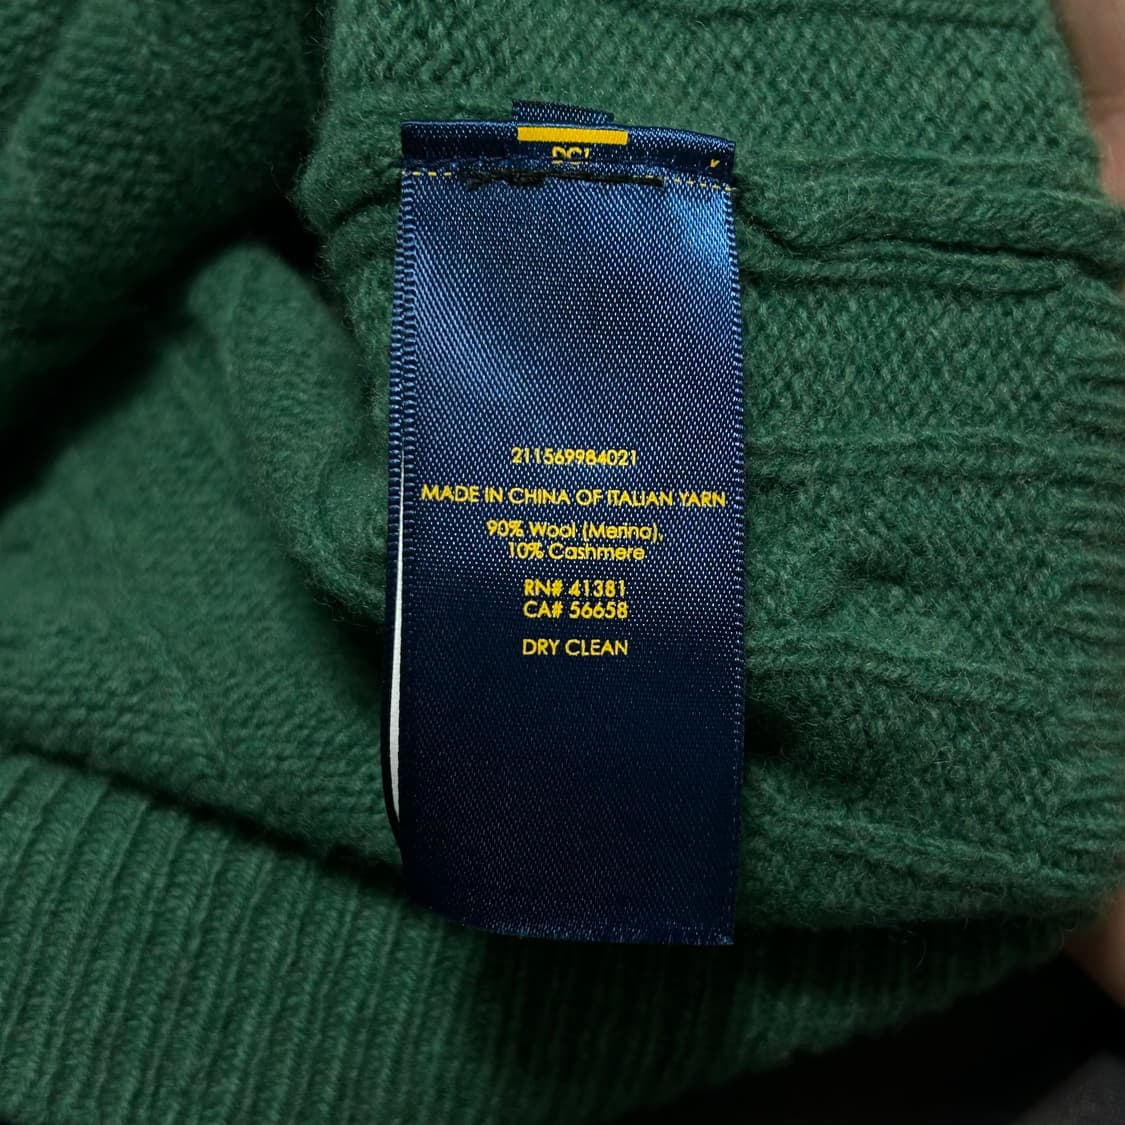 211569984021
MADE IN CHINA OF ITALIAN YARN
90% Wool (Merino),
10% Cashmere
RN# 41381
CA# 56658
DRY CLEAN